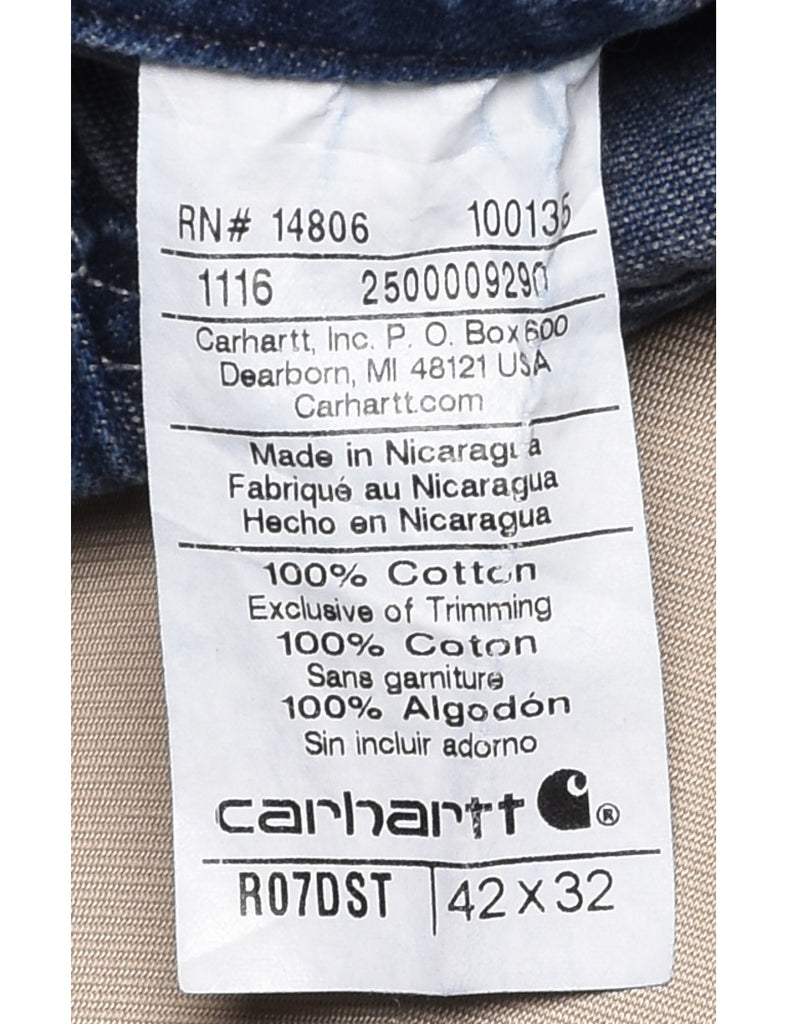 RN# 14806 100135
1116 2500009290
Carhartt, Inc. P. O. Box 600
Dearborn, MI 48121 USA
Carhartt.com
Made in Nicaragua
Fabriqué au Nicaragua
Hecho en Nicaragua
100% Cotton
Exclusive of Trimming
100% Coton
Sans garniture
100% Algodón
Sin incluir adorno
carhartt ®
R07DST 42 X 32